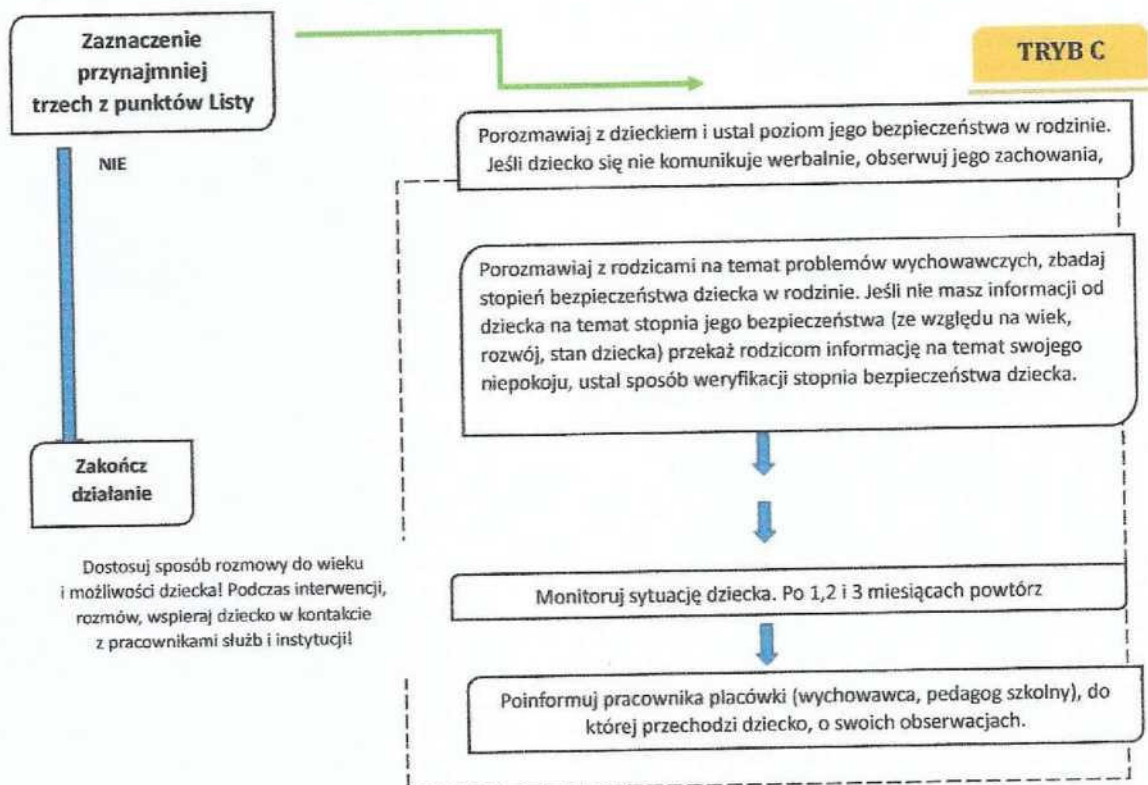 Zaznaczenie
przynajmniej
trzech z punktów Listy
NIE
Zakończ
działanie
Dostosuj sposób rozmowy do wieku
i możliwości dziecka! Podczas interwencji,
rozmów, wspieraj dziecko w kontakcie
z pracownikami służb i instytucji!
TRYB C
Porozmawiaj z dzieckiem i ustal poziom jego bezpieczeństwa w rodzinie.
Jeśli dziecko się nie komunikuje werbalnie, obserwuj jego zachowania,
Porozmawiaj z rodzicami na temat problemów wychowawczych, zbadaj
stopień bezpieczeństwa dziecka w rodzinie. Jeśli nie masz informacji od
dziecka na temat stopnia jego bezpieczeństwa (ze względu na wiek,
rozwój, stan dziecka) przekaż rodzicom informację na temat swojego
niepokoju, ustal sposób weryfikacji stopnia bezpieczeństwa dziecka.
Monitoruj sytuację dziecka. Po 1,2 i 3 miesiącach powtórz
Poinformuj pracownika placówki (wychowawca, pedagog szkolny), do
której przechodzi dziecko, o swoich obserwacjach.